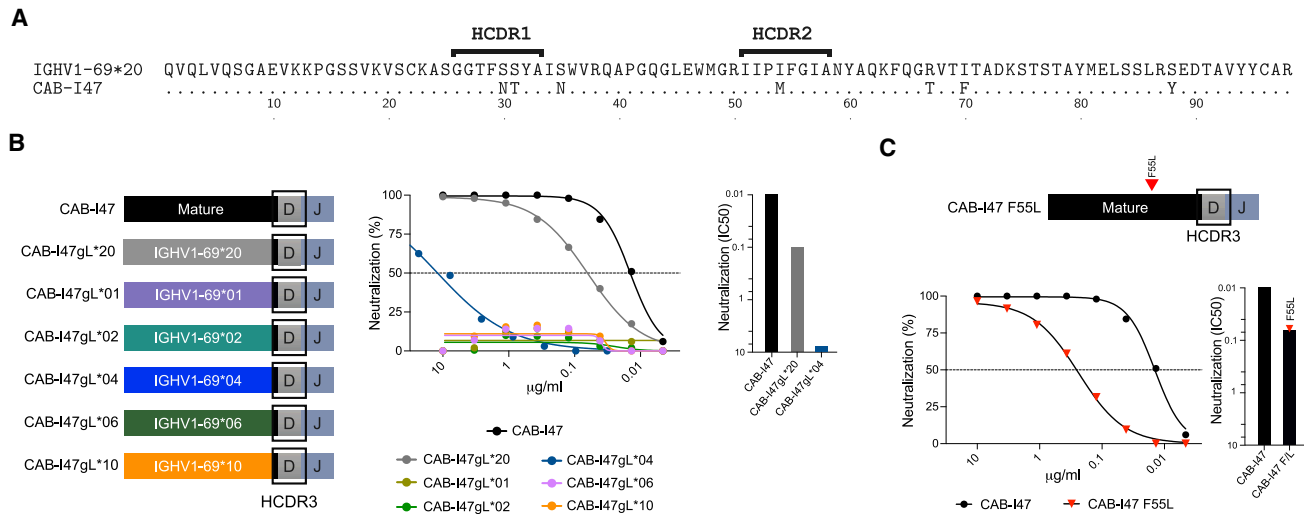 A
HCDR1 HCDR2
IGHV1-69*20 QVQLVQSGAEVKKPGSSVKVSCKASGGTFSSYAISWVRQAPGQGLEWMGRIIPIFGIANYAQKFQGRVTITADKSTSTAYMELSSLRSEDTAVYYCAR
CAB-I47 .............................NT...N..................M............R..F.................Y..........
10 20 30 40 50 60 70 80 90
B
CAB-I47 Mature D J
CAB-I47gL*20 IGHV1-69*20 D J
CAB-I47gL*01 IGHV1-69*01 D J
CAB-I47gL*02 IGHV1-69*02 D J
CAB-I47gL*04 IGHV1-69*04 D J
CAB-I47gL*06 IGHV1-69*06 D J
CAB-I47gL*10 IGHV1-69*10 D J
HCDR3
Neutralization (%)
100
75
50
25
0
10 1 0.1 0.01
µg/ml
CAB-I47
CAB-I47gL*20 CAB-I47gL*04
CAB-I47gL*01 CAB-I47gL*06
CAB-I47gL*02 CAB-I47gL*10
Neutralization (IC50)
0.01
0.1
1
10
CAB-I47
CAB-I47gL*20
CAB-I47gL*04
C
F55L
CAB-I47 F55L Mature D J
HCDR3
Neutralization (%)
100
75
50
25
0
10 1 0.1 0.01
µg/ml
CAB-I47 CAB-I47 F55L
Neutralization (IC50)
0.01
0.1
1
10
F55L
CAB-I47
CAB-I47 F/L